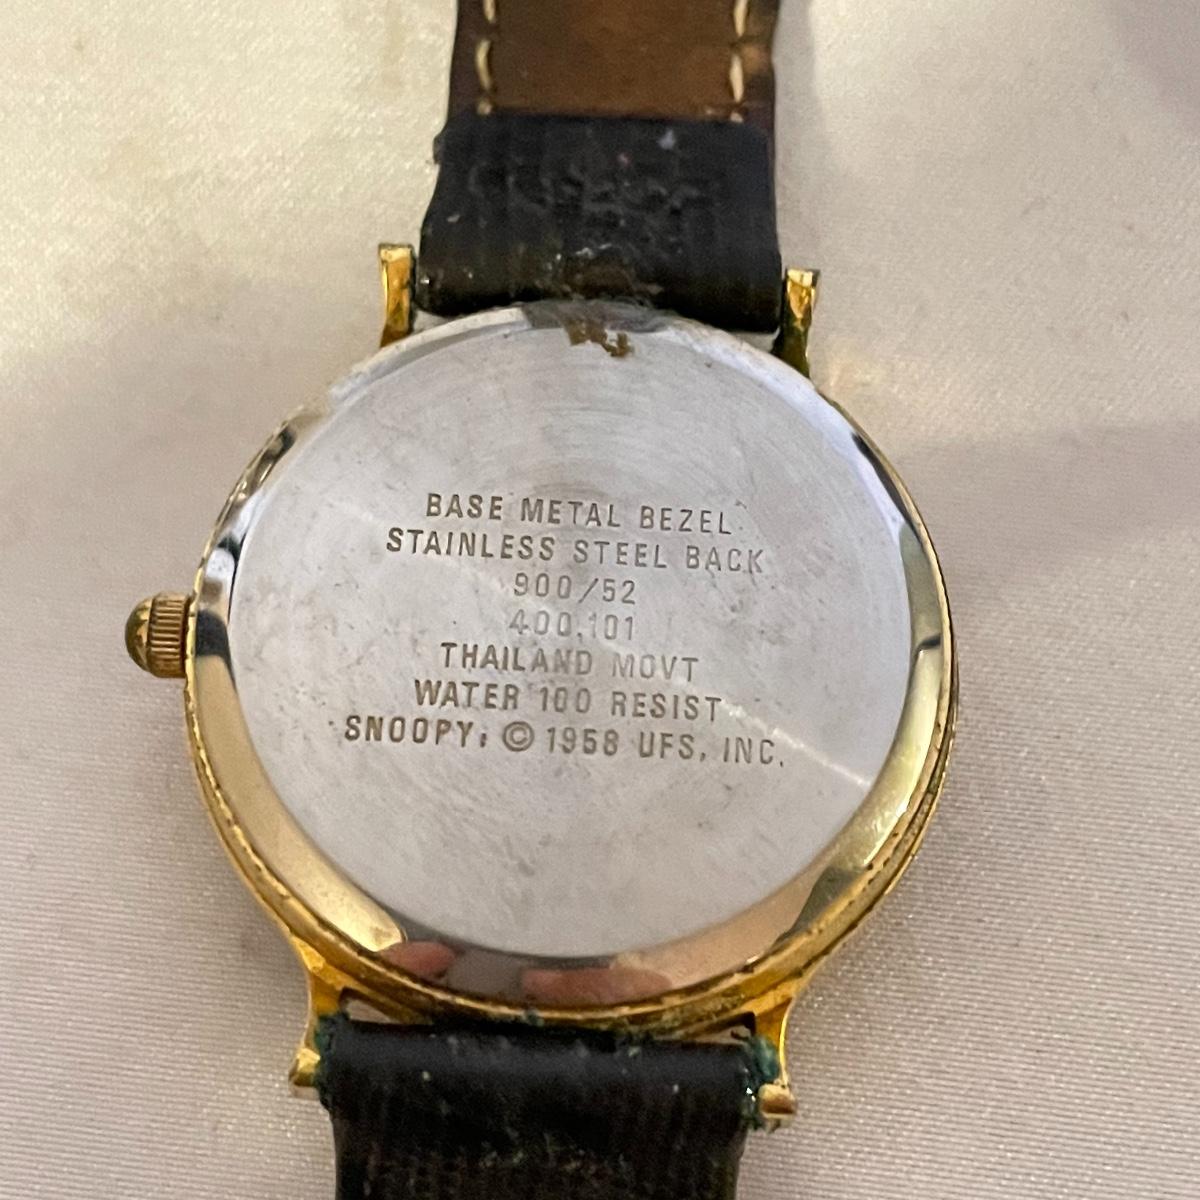 BASE METAL BEZEL
STAINLESS STEEL BACK
900/52
400.101
THAILAND MOVT
WATER 100 RESIST
SNOOPY: © 1958 UFS, INC.